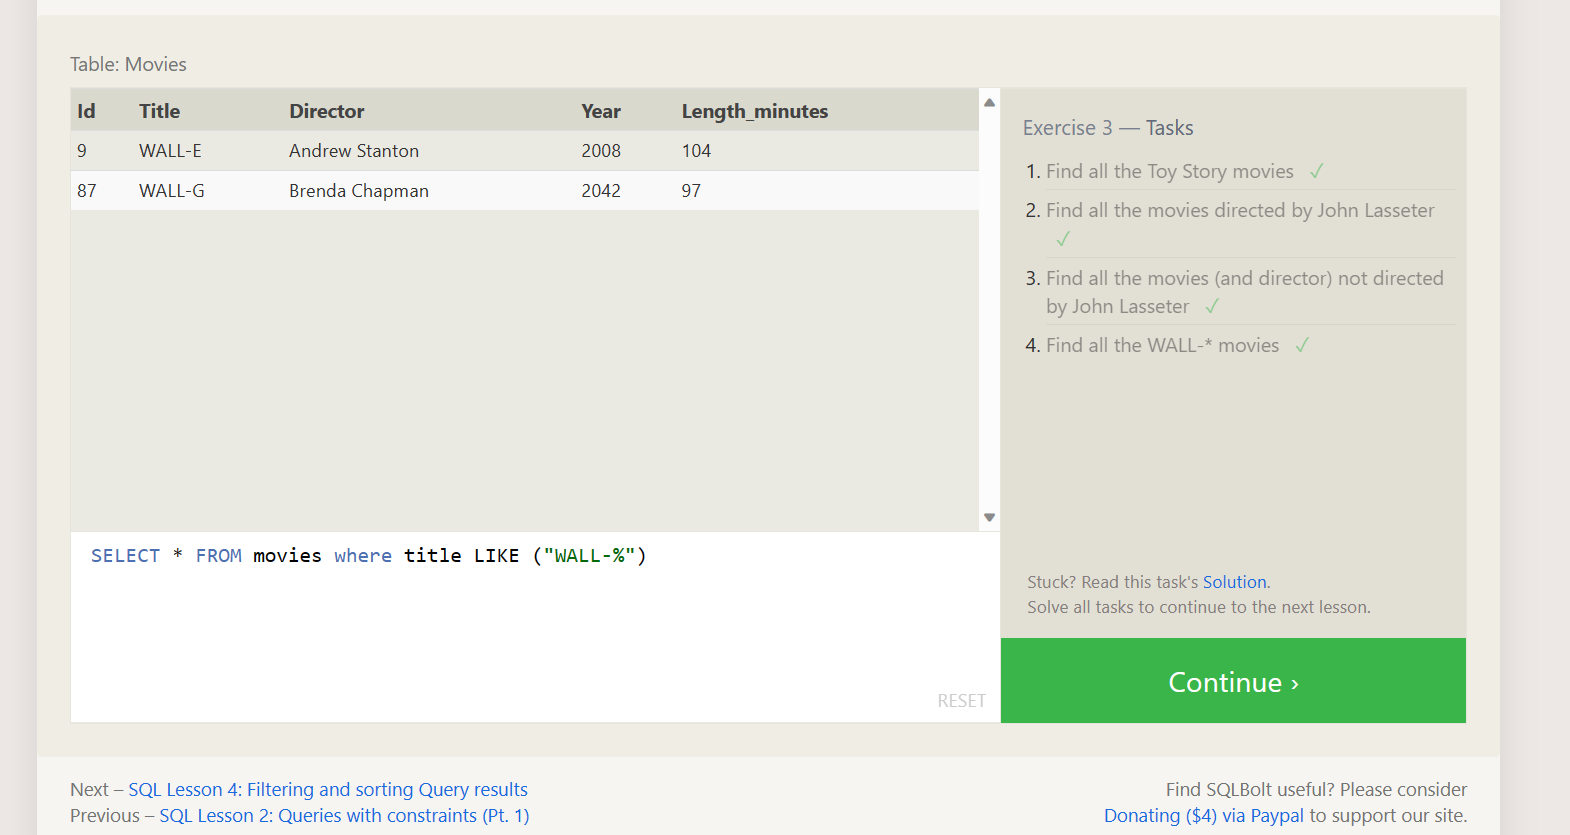 Table: Movies
Id Title Director Year Length_minutes
9 WALL-E Andrew Stanton 2008 104
87 WALL-G Brenda Chapman 2042 97
SELECT * FROM movies where title LIKE ("WALL-%")
RESET
Exercise 3 — Tasks
1. Find all the Toy Story movies ✓
2. Find all the movies directed by John Lasseter
✓
3. Find all the movies (and director) not directed
by John Lasseter ✓
4. Find all the WALL-* movies ✓
Stuck? Read this task's Solution.
Solve all tasks to continue to the next lesson.
Continue ›
Next – SQL Lesson 4: Filtering and sorting Query results
Previous – SQL Lesson 2: Queries with constraints (Pt. 1)
Find SQLBolt useful? Please consider
Donating ($4) via Paypal to support our site.